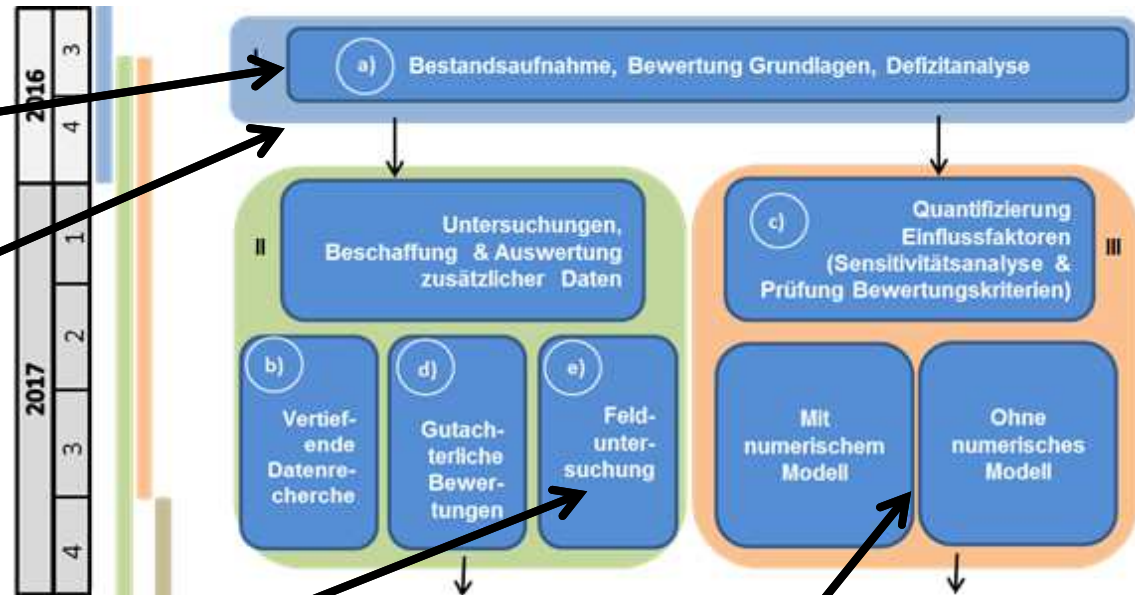 2016
3
4
2017
1
2
3
4
a) Bestandsaufnahme, Bewertung Grundlagen, Defizitanalyse
II
Untersuchungen,
Beschaffung & Auswertung
zusätzlicher Daten
b)
Vertief-
ende
Datenre-
cherche
d)
Gutach-
terliche
Bewer-
tungen
e)
Feld-
unter-
suchung
c)
Quantifizierung
Einflussfaktoren
(Sensitivitätsanalyse &
Prüfung Bewertungskriterien)
III
Mit
numerischem
Modell
Ohne
numerisches
Modell